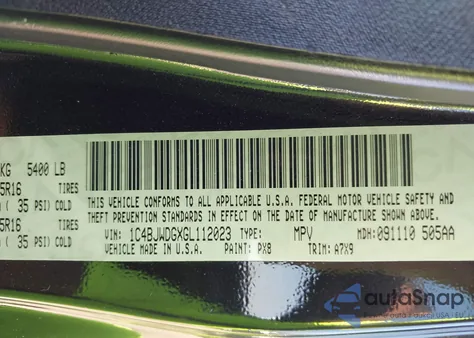 KG 5400 LB
5R16 TIRES
( 35 PSI) COLD
5R16 TIRES
( 35 PSI) COLD
THIS VEHICLE CONFORMS TO ALL APPLICABLE U.S.A. FEDERAL MOTOR VEHICLE SAFETY AND
THEFT PREVENTION STANDARDS IN EFFECT ON THE DATE OF MANUFACTURE SHOWN ABOVE.
VIN: 1C4BJWDGXGL112023 TYPE: MPV MDH: 091110 505AA
VEHICLE MADE IN U.S.A. PAINT: PX8 TRIM: A7X9
autoSnap